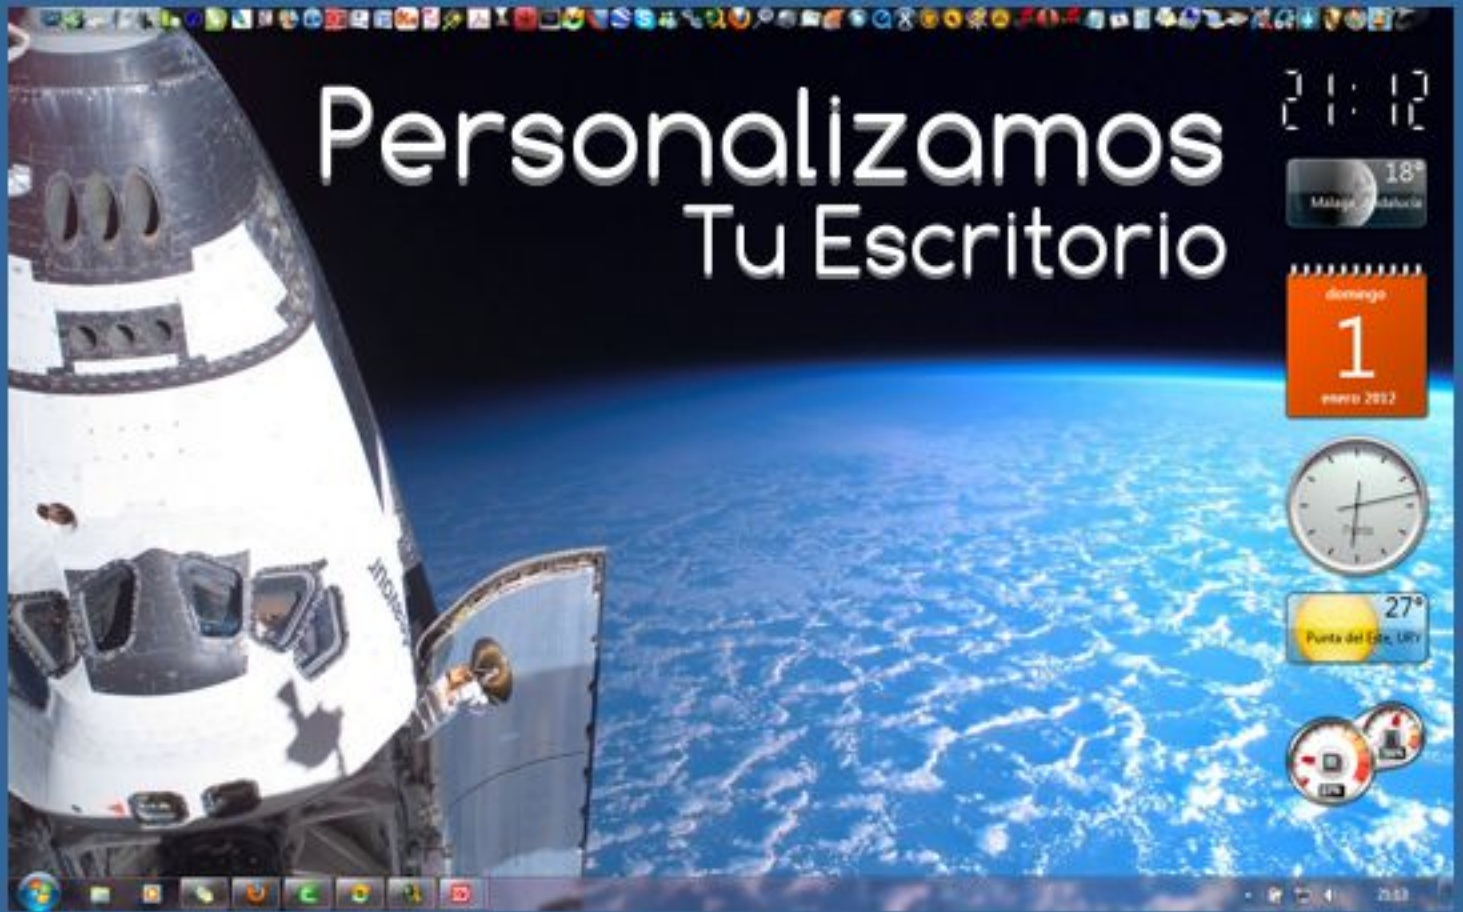 Personalizamos
Tu Escritorio
21:12
18°
domingo
1
enero 2012
27°
Punta del Este, URY